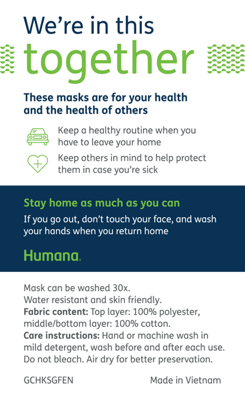 We're in this
together
These masks are for your health
and the health of others
Keep a healthy routine when you
have to leave your home
Keep others in mind to help protect
them in case you're sick
Stay home as much as you can
If you go out, don't touch your face, and wash
your hands when you return home
Humana.
Mask can be washed 30x.
Water resistant and skin friendly.
Fabric content: Top layer: 100% polyester,
middle/bottom layer: 100% cotton.
Care instructions: Hand or machine wash in
mild detergent, wash before and after each use.
Do not bleach. Air dry for better preservation.
GCHKSGFEN Made in Vietnam